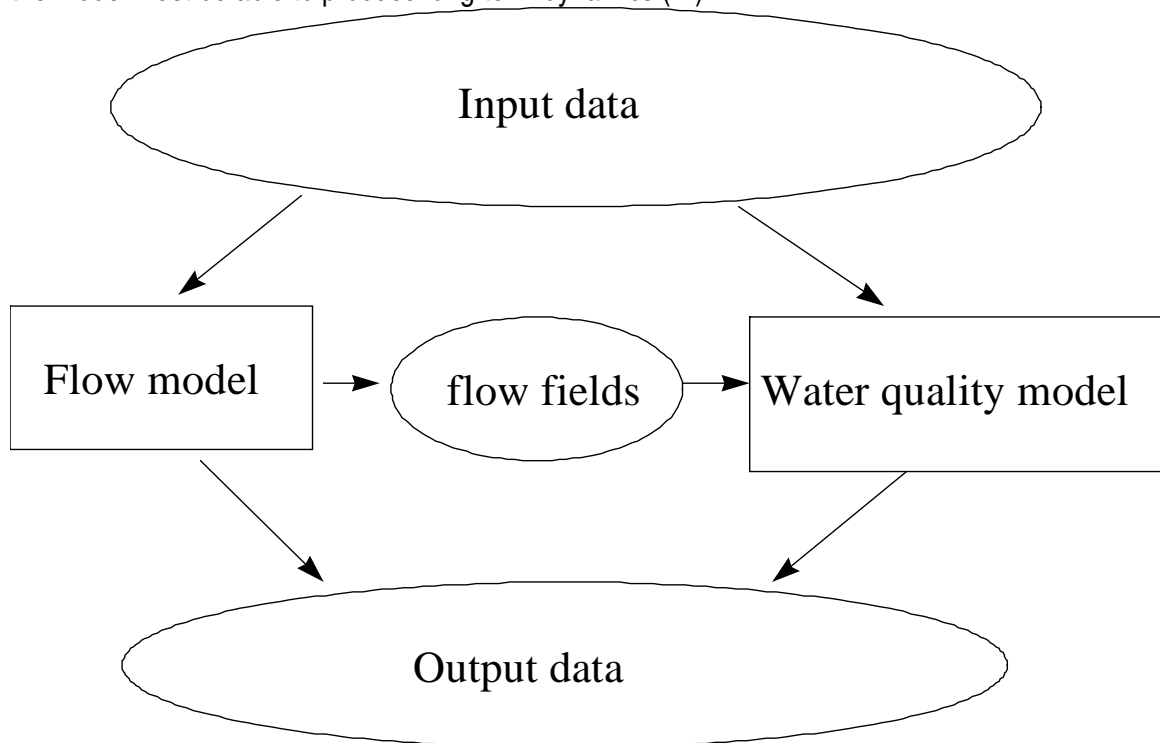 Input data
Flow model
flow fields
Water quality model
Output data